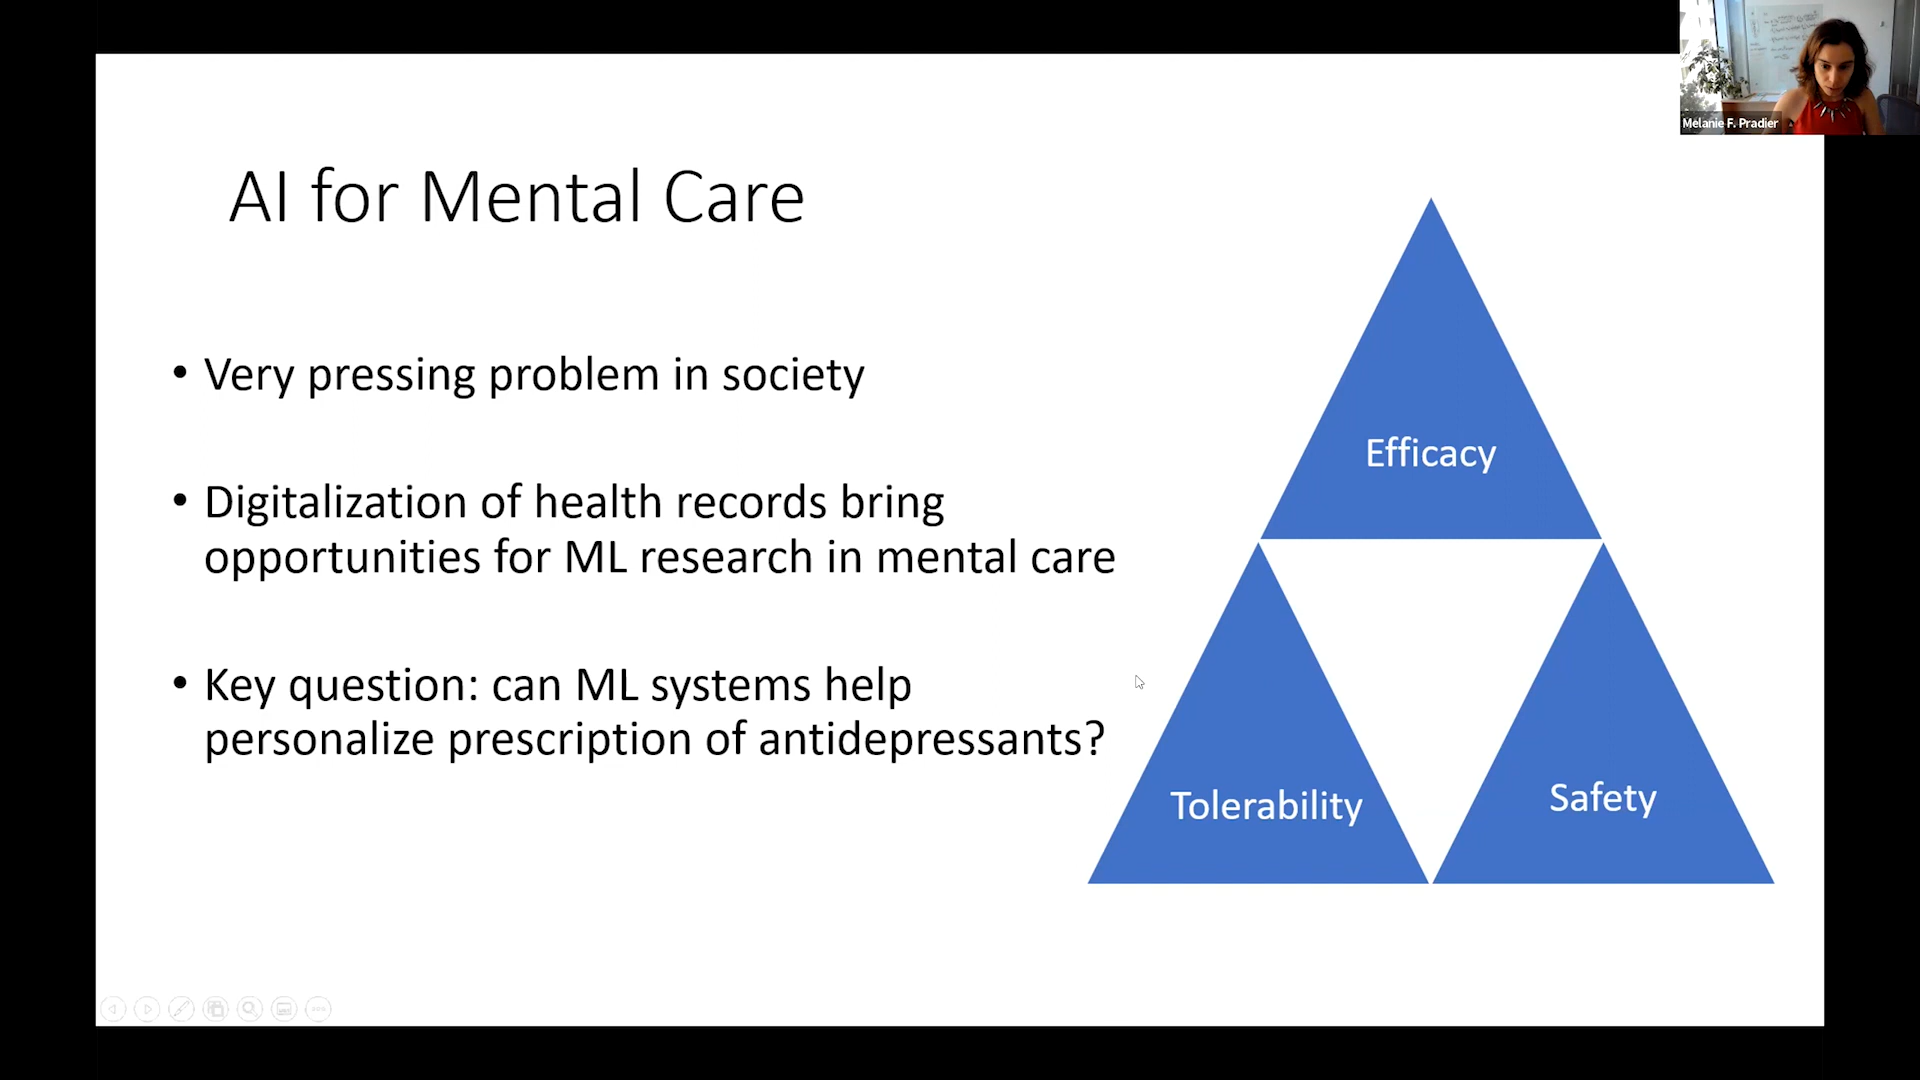 Melanie F. Pradier
AI for Mental Care
• Very pressing problem in society
• Digitalization of health records bring
opportunities for ML research in mental care
• Key question: can ML systems help
personalize prescription of antidepressants?
Efficacy
Tolerability
Safety